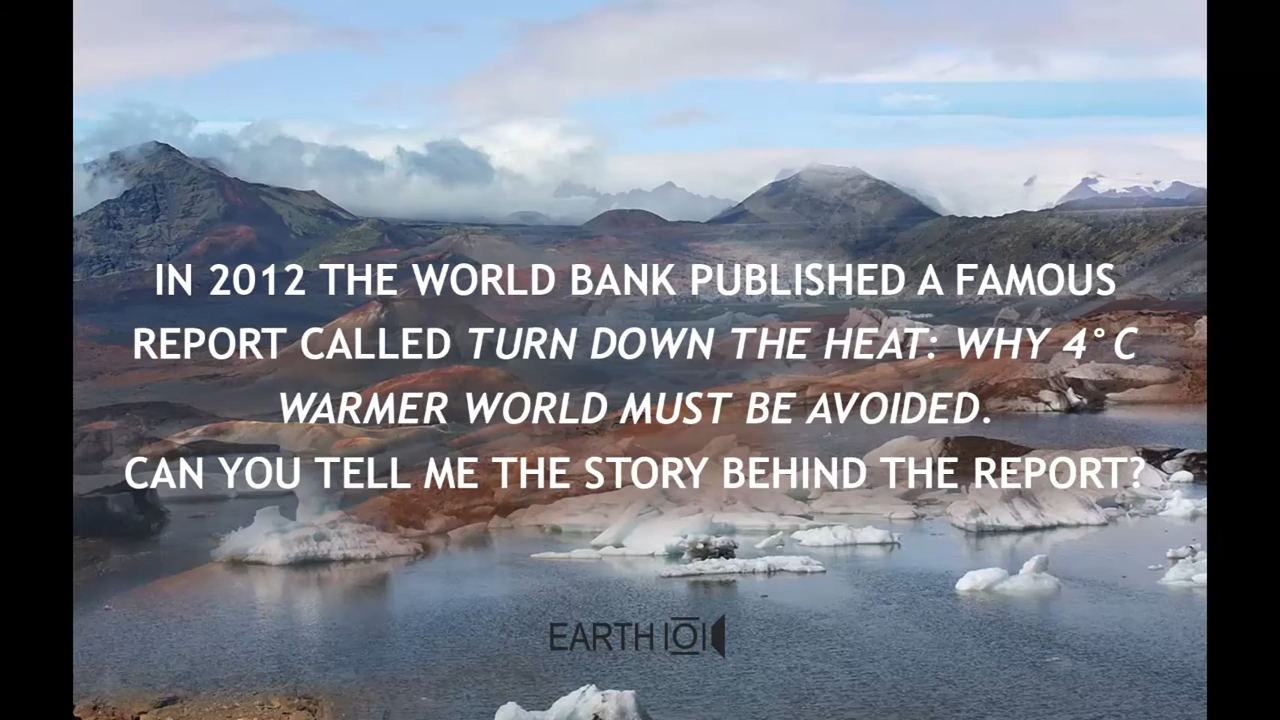 IN 2012 THE WORLD BANK PUBLISHED A FAMOUS
REPORT CALLED TURN DOWN THE HEAT: WHY 4°C
WARMER WORLD MUST BE AVOIDED.
CAN YOU TELL ME THE STORY BEHIND THE REPORT?
EARTH 101